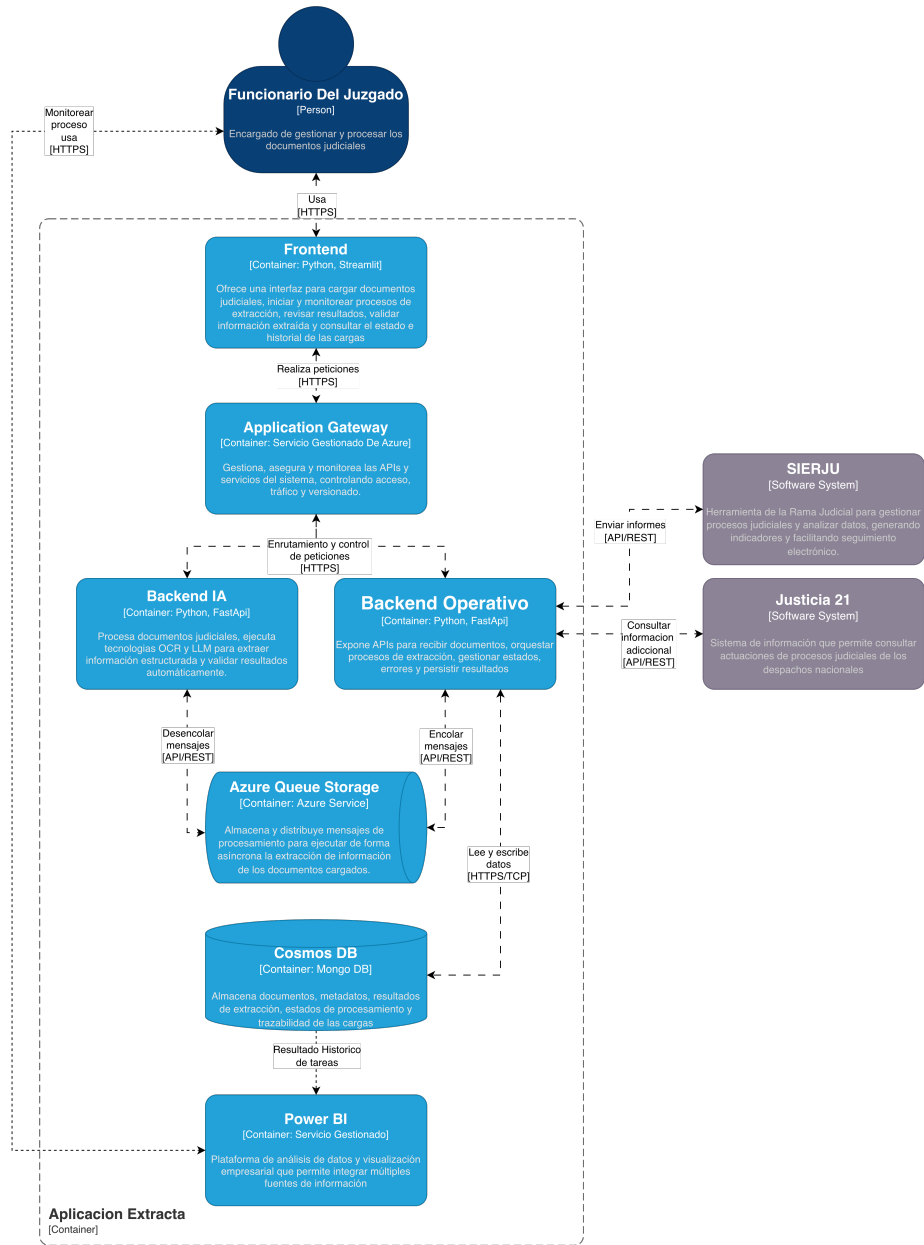 Funcionario Del Juzgado
[Person]
Encargado de gestionar y procesar los
documentos judiciales
Monitorear
proceso
usa
[HTTPS]
Usa
[HTTPS]
Frontend
[Container: Python, Streamlit]
Ofrece una interfaz para cargar documentos
judiciales, iniciar y monitorear procesos de
extracción, revisar resultados, validar
información extraída y consultar el estado e
historial de las cargas
Realiza peticiones
[HTTPS]
Application Gateway
[Container: Servicio Gestionado De Azure]
Gestiona, asegura y monitorea las APIs y
servicios del sistema, controlando acceso,
tráfico y versionado.
Enrutamiento y control
de peticiones
[HTTPS]
Backend IA
[Container: Python, FastApi]
Procesa documentos judiciales, ejecuta
tecnologías OCR y LLM para extraer
información estructurada y validar resultados
automáticamente.
Backend Operativo
[Container: Python, FastApi]
Expone APIs para recibir documentos, orquestar
procesos de extracción, gestionar estados,
errores y persistir resultados
Enviar informes
[API/REST]
SIERJU
[Software System]
Herramienta de la Rama Judicial para gestionar
procesos judiciales y analizar datos, generando
indicadores y facilitando seguimiento
electrónico.
Consultar
informacion
adiccional
[API/REST]
Justicia 21
[Software System]
Sistema de información que permite consultar
actuaciones de procesos judiciales de los
despachos nacionales
Desencolar
mensajes
[API/REST]
Encolar
mensajes
[API/REST]
Azure Queue Storage
[Container: Azure Service]
Almacena y distribuye mensajes de
procesamiento para ejecutar de forma
asíncrona la extracción de información
de los documentos cargados.
Lee y escribe
datos
[HTTPS/TCP]
Cosmos DB
[Container: Mongo DB]
Almacena documentos, metadatos, resultados
de extracción, estados de procesamiento y
trazabilidad de las cargas
Resultado Historico
de tareas
Power BI
[Container: Servicio Gestionado]
Plataforma de análisis de datos y visualización
empresarial que permite integrar múltiples
fuentes de información
Aplicacion Extracta
[Container]